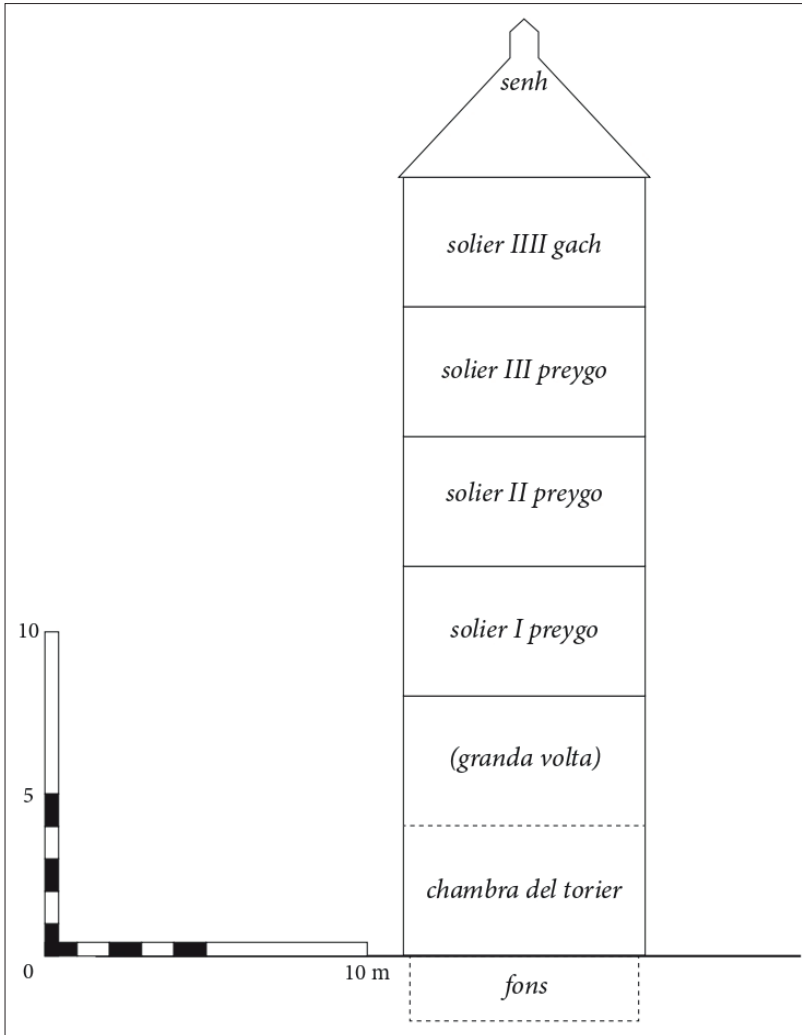 senh
solier IIII gach
solier III preygo
solier II preygo
solier I preygo
10
(granda volta)
5
chambra del torier
0
10 m
fons